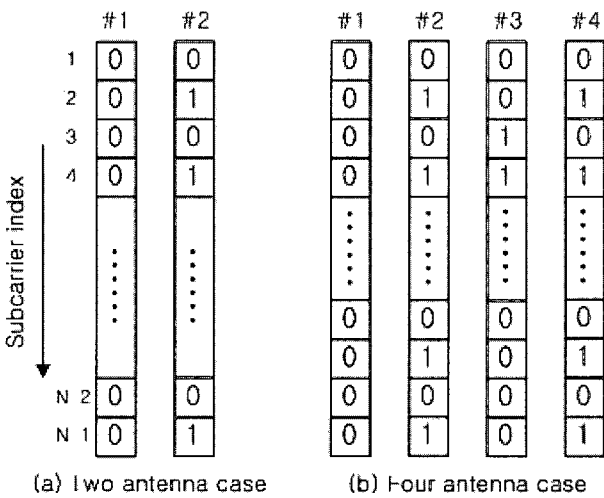 #1 #2 #1 #2 #3 #4
1 0 0 0 0 0 0
2 0 1 0 1 0 1
3 0 0 0 0 1 0
4 0 1 0 1 1 1
Subcarrier index
0 0 0 0
0 1 0 1
N 2 0 0 0 0 0 0
N 1 0 1 0 1 0 1
(a) Two antenna case (b) Four antenna case